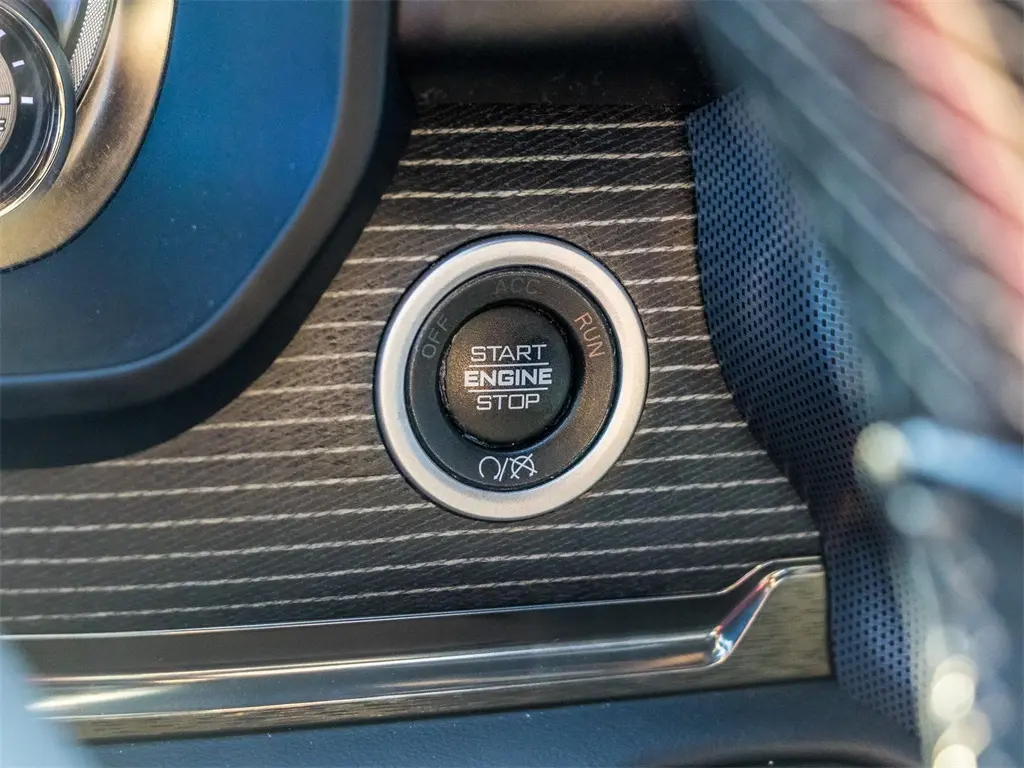 ACC
OFF
RUN
START
ENGINE
STOP